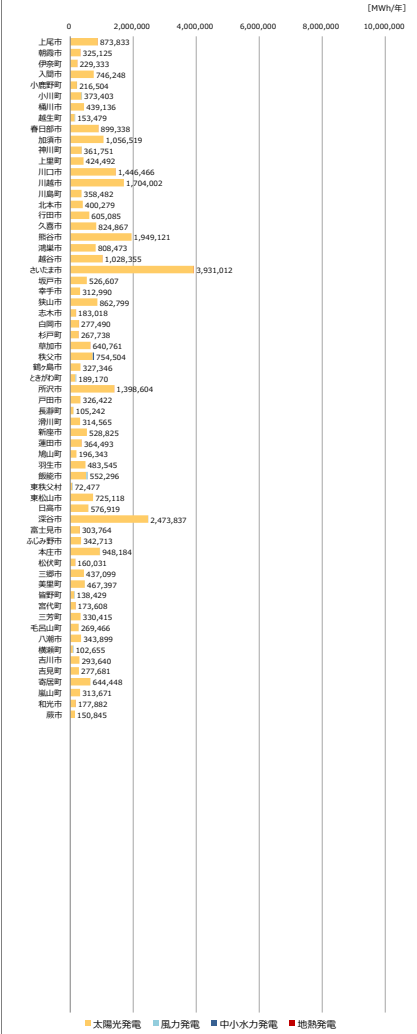 [MWh/年]
0 2,000,000 4,000,000 6,000,000 8,000,000 10,000,000
上尾市 873,833
朝霞市 325,125
伊奈町 229,333
入間市 746,248
小鹿野町 216,504
小川町 373,403
桶川市 439,136
越生町 153,479
春日部市 899,338
加須市 1,056,519
神川町 361,751
上里町 424,492
川口市 1,446,466
川越市 1,704,002
川島町 358,482
北本市 400,279
行田市 605,085
久喜市 824,867
熊谷市 1,949,121
鴻巣市 808,473
越谷市 1,028,355
さいたま市 3,931,012
坂戸市 526,607
幸手市 312,990
狭山市 862,799
志木市 183,018
白岡市 277,490
杉戸町 267,738
草加市 640,761
秩父市 754,504
鶴ヶ島市 327,346
ときがわ町 189,170
所沢市 1,398,604
戸田市 326,422
長瀞町 105,242
滑川町 314,565
新座市 528,825
蓮田市 364,493
鳩山町 196,343
羽生市 483,545
飯能市 552,296
東秩父村 72,477
東松山市 725,118
日高市 576,919
深谷市 2,473,837
富士見市 303,764
ふじみ野市 342,713
本庄市 948,184
松伏町 160,031
三郷市 437,099
美里町 467,397
皆野町 138,429
宮代町 173,608
三芳町 330,415
毛呂山町 269,466
八潮市 343,899
横瀬町 102,655
吉川市 293,640
吉見町 277,681
寄居町 644,448
嵐山町 313,671
和光市 177,882
蕨市 150,845
0 2,000,000 4,000,000 6,000,000 8,000,000 10,000,000
太陽光発電 風力発電 中小水力発電 地熱発電